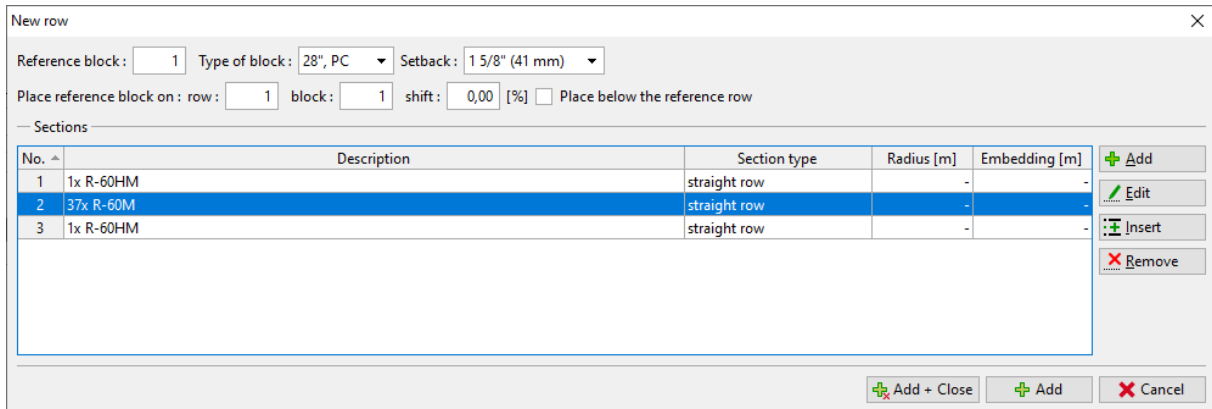 New row
Reference block : 1 Type of block : 28", PC Setback : 1 5/8" (41 mm)
Place reference block on : row : 1 block : 1 shift : 0,00 [%] Place below the reference row
Sections
No. Description Section type Radius [m] Embedding [m] Add
1 1x R-60HM straight row - -
2 37x R-60M straight row - - Edit
3 1x R-60HM straight row - - Insert
Remove
Add + Close Add Cancel